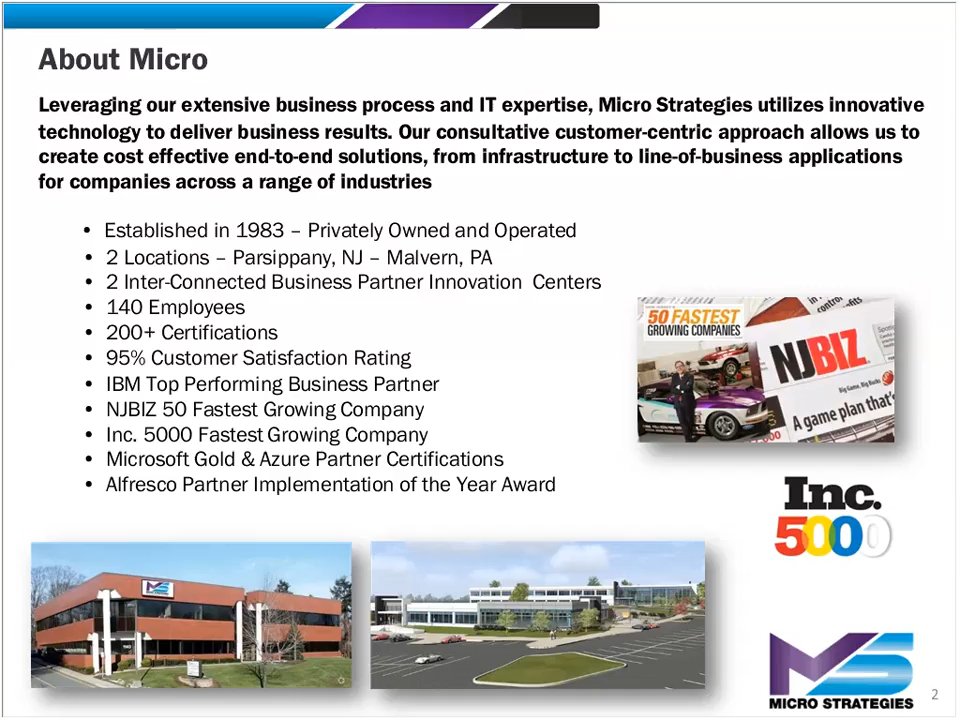 About Micro
Leveraging our extensive business process and IT expertise, Micro Strategies utilizes innovative
technology to deliver business results. Our consultative customer-centric approach allows us to
create cost effective end-to-end solutions, from infrastructure to line-of-business applications
for companies across a range of industries
• Established in 1983 – Privately Owned and Operated
• 2 Locations – Parsippany, NJ – Malvern, PA
• 2 Inter-Connected Business Partner Innovation  Centers
• 140 Employees
• 200+ Certifications
• 95% Customer Satisfaction Rating
• IBM Top Performing Business Partner
• NJBIZ 50 Fastest Growing Company
• Inc. 5000 Fastest Growing Company
• Microsoft Gold & Azure Partner Certifications
• Alfresco Partner Implementation of the Year Award
50 FASTEST
GROWING COMPANIES
NJBIZ
Big Game, Big Bucks
A game plan that's
Inc.
5000
MS
MS
MICRO STRATEGIES
2